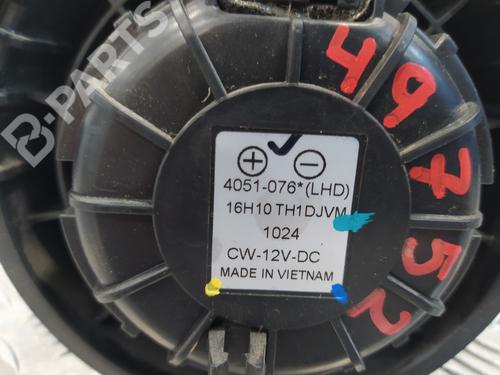 B-PARTS
49752
4051-076*(LHD)
16H10 TH1DJVM
1024
CW-12V-DC
MADE IN VIETNAM